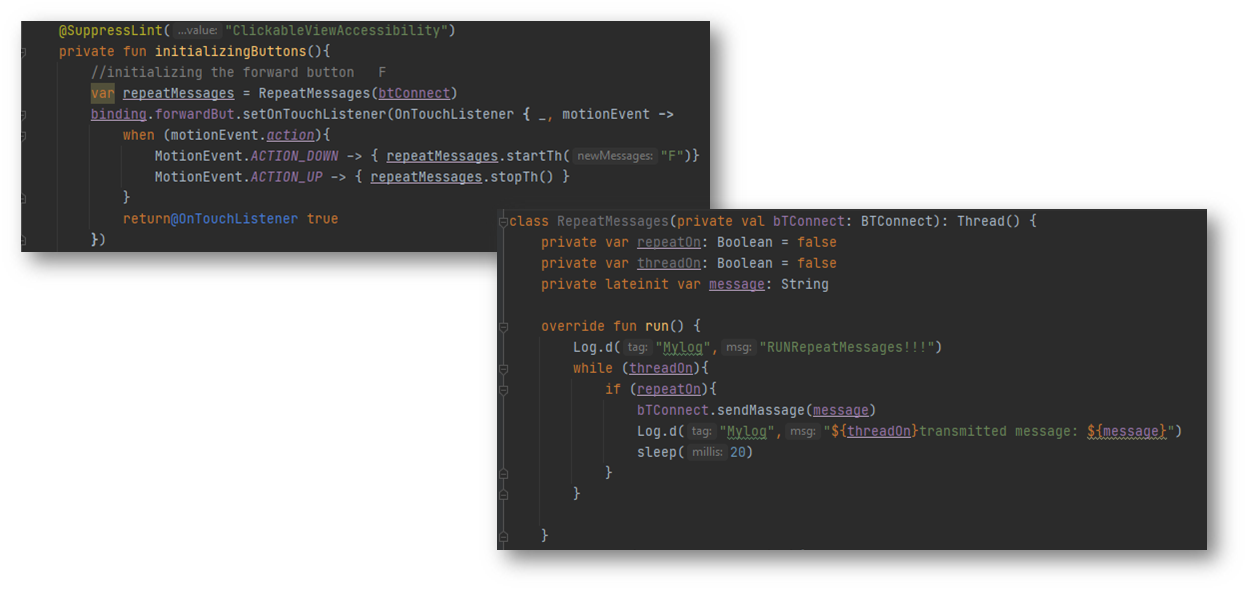 @SuppressLint( ...value: "ClickableViewAccessibility")
private fun initializingButtons(){
//initializing the forward button   F
var repeatMessages = RepeatMessages(btConnect)
binding.forwardBut.setOnTouchListener(OnTouchListener { _, motionEvent ->
when (motionEvent.action){
MotionEvent.ACTION_DOWN -> { repeatMessages.startTh( newMessages: "F")}
MotionEvent.ACTION_UP -> { repeatMessages.stopTh() }
}
return@OnTouchListener true
})
class RepeatMessages(private val bTConnect: BTConnect): Thread() {
private var repeatOn: Boolean = false
private var threadOn: Boolean = false
private lateinit var message: String
override fun run() {
Log.d( tag: "Mylog", msg: "RUNRepeatMessages!!!")
while (threadOn){
if (repeatOn){
bTConnect.sendMassage(message)
Log.d( tag: "Mylog", msg: "${threadOn}transmitted message: ${message}")
sleep( millis: 20)
}
}
}